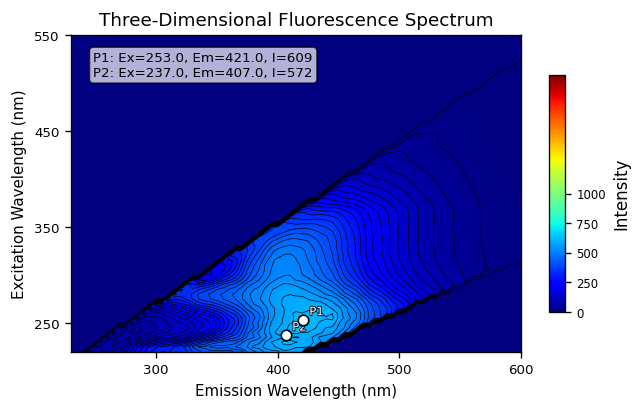 Three-Dimensional Fluorescence Spectrum
P1: Ex=253.0, Em=421.0, I=609
P2: Ex=237.0, Em=407.0, I=572
550
450
350
250
Excitation Wavelength (nm)
P1
P2
300
400
500
600
Emission Wavelength (nm)
1000
750
500
250
0
Intensity